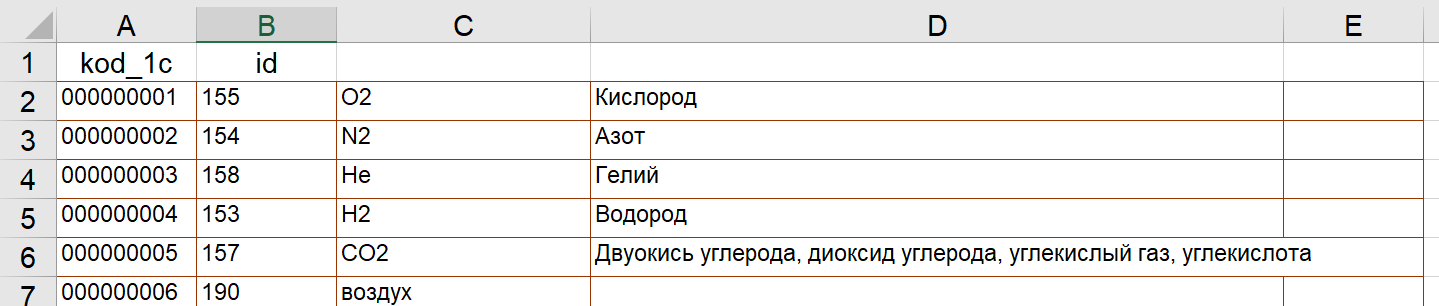 A B C D E
1 kod_1c id
2 000000001 155 O2 Кислород
3 000000002 154 N2 Азот
4 000000003 158 He Гелий
5 000000004 153 H2 Водород
6 000000005 157 CO2 Двуокись углерода, диоксид углерода, углекислый газ, углекислота
7 000000006 190 воздух